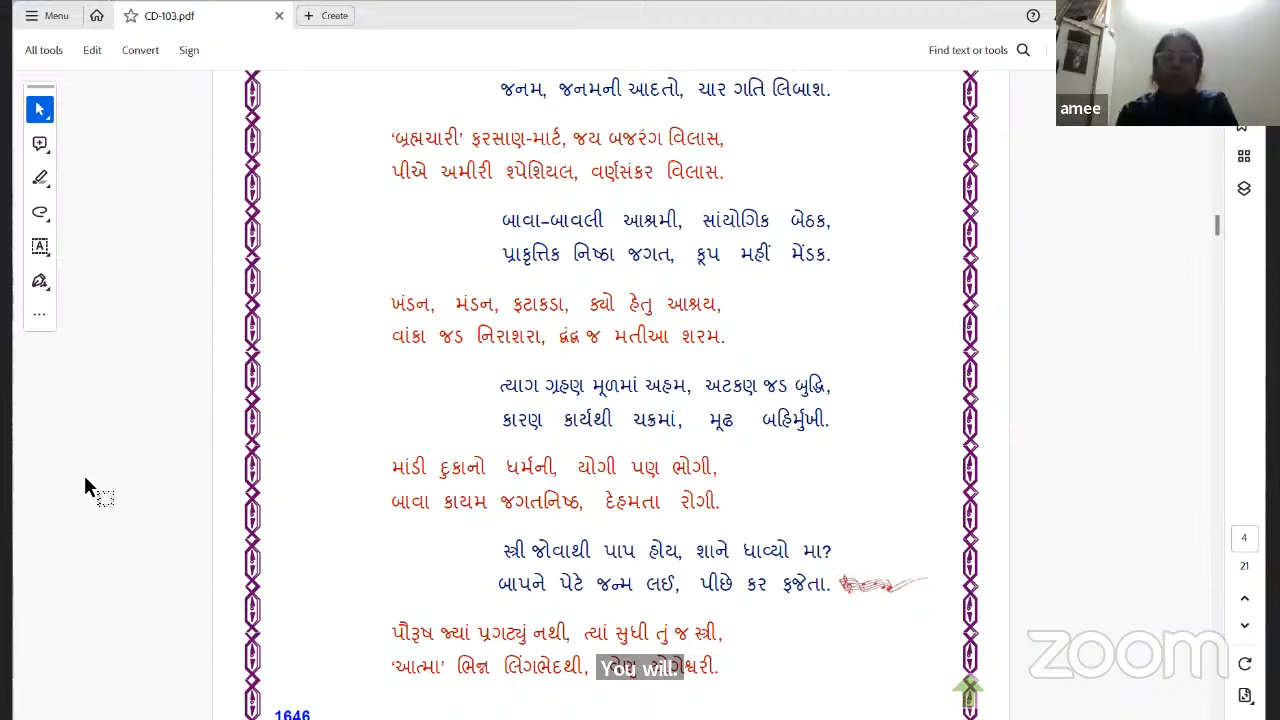 Menu
CD-103.pdf
Create
All tools
Edit
Convert
Sign
Find text or tools
amee
જનમ, જનમની આદતો, ચાર ગતિ લિબાશ.
'બ્રહ્મચારી' ફરસાણ-માર્ટ, જય બજરંગ વિલાસ,
પીએ અમીરી સ્પેશિયલ, વર્ણસંકર વિલાસ.
બાવા–બાવલી આશ્રમી, સાંયોગિક બેઠક,
પ્રાકૃત્તિક નિષ્ઠા જગત, કૂપ મહીં મેંડક.
ખંડન, મંડન, ફટાકડા, ક્યો હેતુ આશ્રય,
વાંકા જડ નિરાશરા, દ્વંદ્વ જ મતીઆ શરમ.
ત્યાગ ગ્રહણ મૂળમાં અહમ, અટકણ જડ બુદ્ધિ,
કારણ કાર્યથી ચક્રમાં, મૂઢ બહિર્મુખી.
માંડી દુકાનો ધર્મની, યોગી પણ ભોગી,
બાવા કાયમ જગતનિષ્ઠ, દેહમતા રોગી.
સ્ત્રી જોવાથી પાપ હોય, શાને ધાવ્યો મા?
બાપને પેટે જન્મ લઈ, પીછે કર ફજેતા.
પૌરૂષ જ્યાં પ્રગટ્યું નથી, ત્યાં સુધી તું જ સ્ત્રી,
'આત્મા' ભિન્ન લિંગભેદથી,
You will.
1646
4
21
zoom